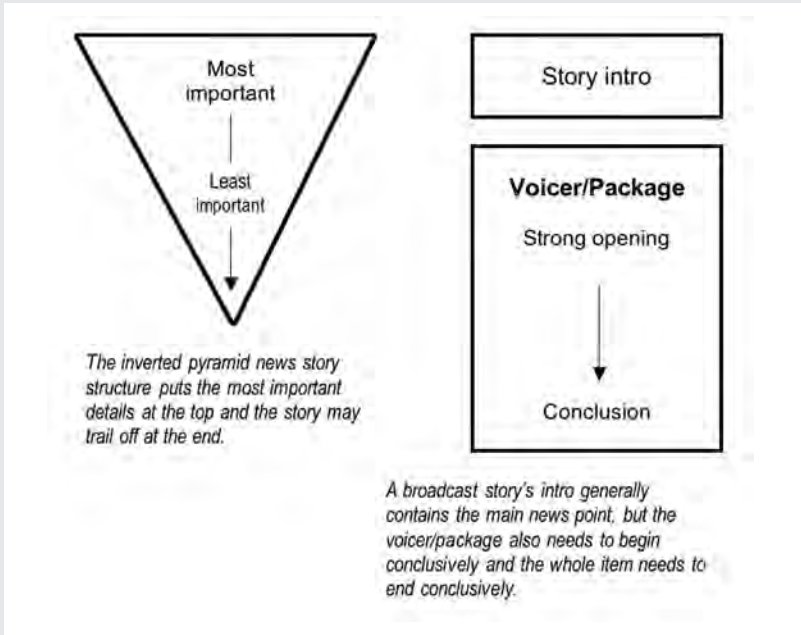 Most
important
Least
important
The inverted pyramid news story
structure puts the most important
details at the top and the story may
trail off at the end.
Story intro
Voicer/Package
Strong opening
Conclusion
A broadcast story's intro generally
contains the main news point, but the
voicer/package also needs to begin
conclusively and the whole item needs to
end conclusively.